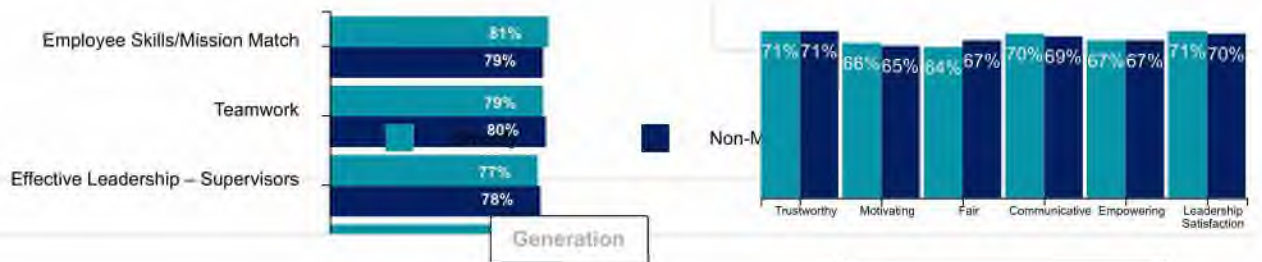 Employee Skills/Mission Match
81%
79%
Teamwork
79%
80%
Effective Leadership – Supervisors
77%
78%
Non-M
Generation
71% 71% 66% 65% 64% 67% 70% 69% 67% 67% 71% 70%
Trustworthy Motivating Fair Communicative Empowering Leadership
Satisfaction